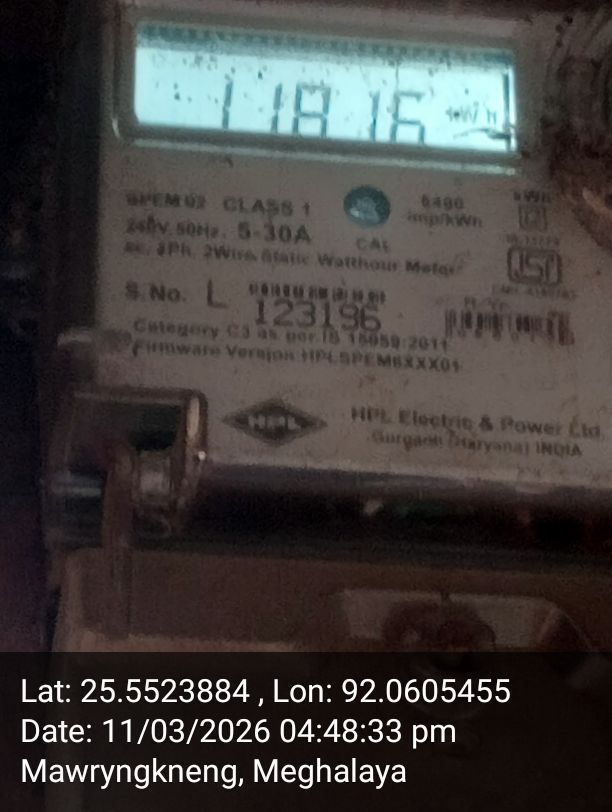 kWh
SPEM 02 CLASS 1
240V, 50Hz, 5-30A
CAL
6400
imp/kWh
kWh
ac, 1Ph, 2Wire Static Watthour Meter
S.No. L
123196
Category C3 as per IS 15959:2011
Firmware Version HPLSPEM6XXX01
HPL
HPL Electric & Power Ltd.
Gurgaon (Haryana) INDIA
Lat: 25.5523884 , Lon: 92.0605455
Date: 11/03/2026 04:48:33 pm
Mawryngkneng, Meghalaya